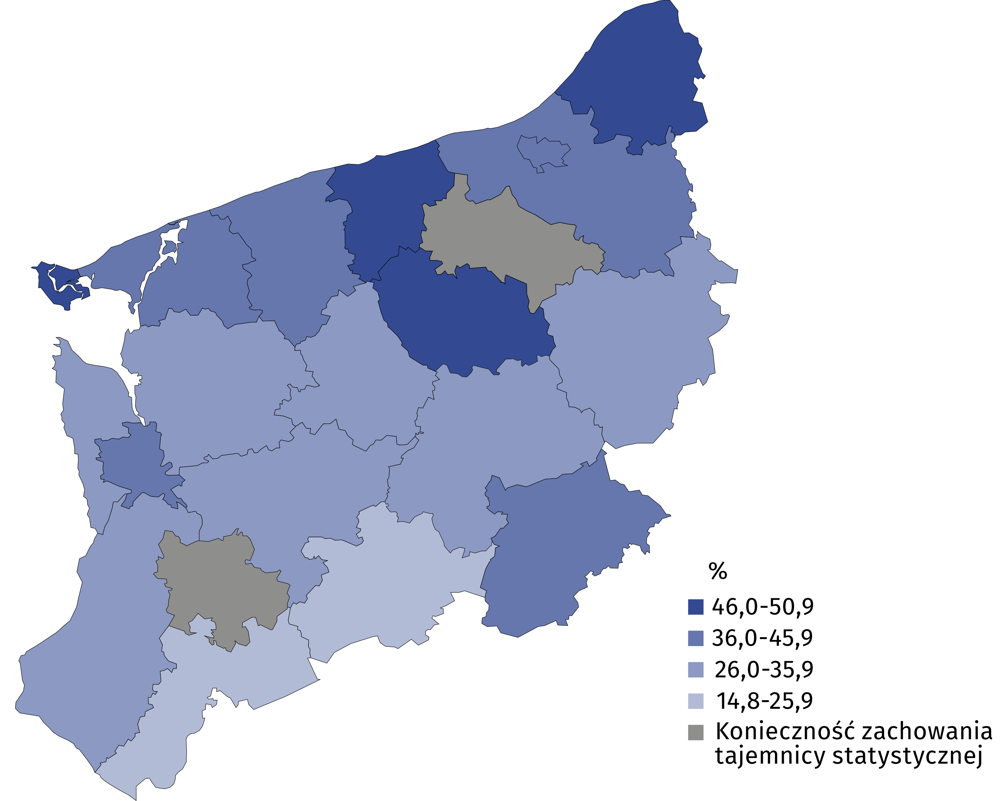 %
46,0–50,9
36,0–45,9
26,0–35,9
14,8–25,9
Konieczność zachowania
tajemnicy statystycznej